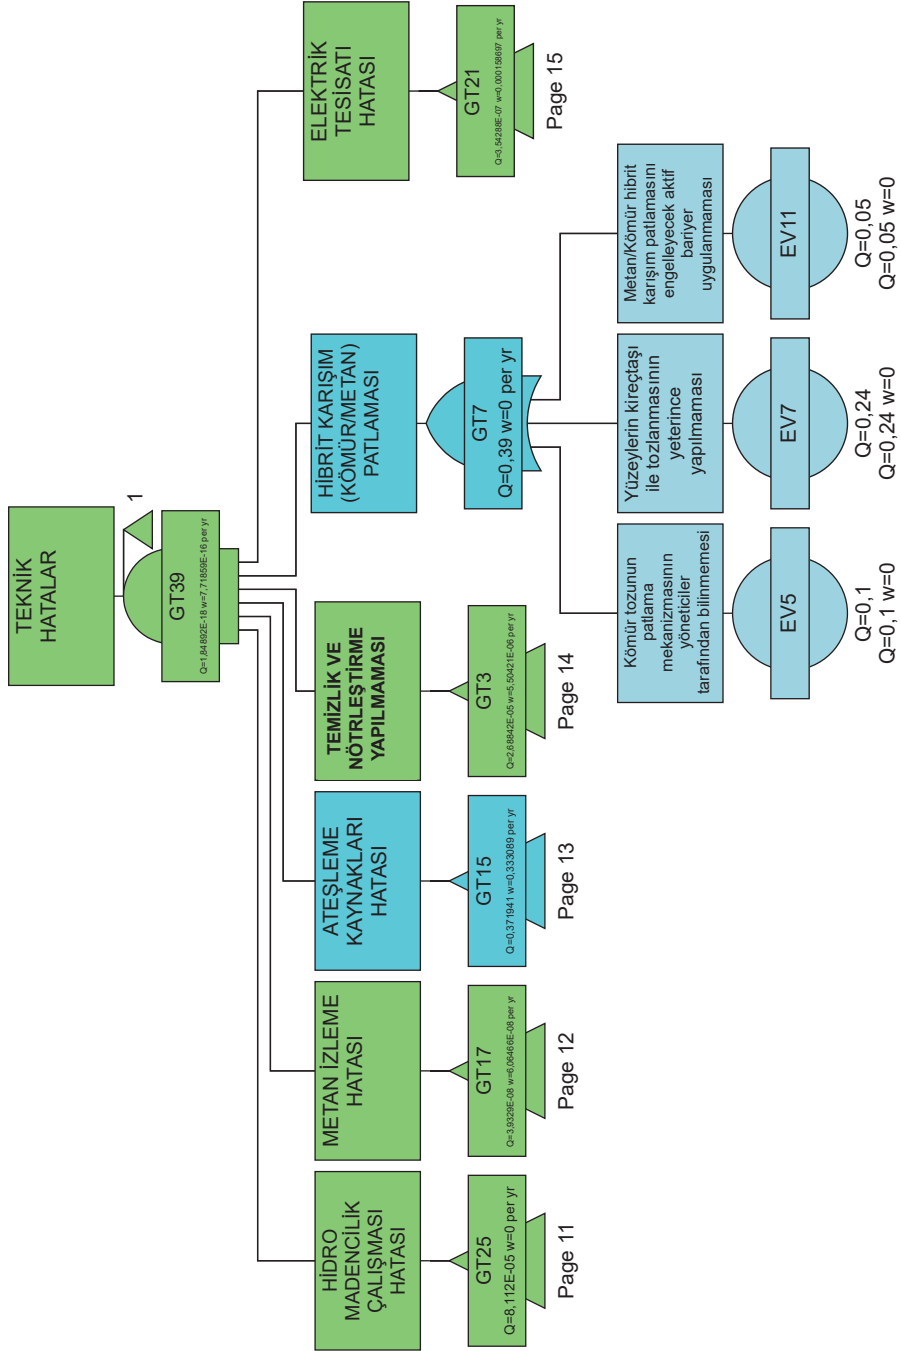 TEKNİK
HATALAR
1
GT39
Q=1,84892E-18 w=7,71859E-16 per yr
HİDRO
MADENCİLİK
ÇALIŞMASI
HATASI
GT25
Q=8,112E-05 w=0 per yr
Page 11
METAN İZLEME
HATASI
GT17
Q=3,9329E-08 w=6,06466E-08 per yr
Page 12
ATEŞLEME
KAYNAKLARI
HATASI
GT15
Q=0,371941 w=0,333089 per yr
Page 13
TEMİZLİK VE
NÖTRLEŞTİRME
YAPILMAMASI
GT3
Q=2,68842E-05 w=5,50421E-06 per yr
Page 14
HİBRİT KARIŞIM
(KÖMÜR/METAN)
PATLAMASI
GT7
Q=0,39 w=0 per yr
ELEKTRİK
TESİSATI
HATASI
GT21
Q=3,54288E-07 w=0,000158697 per yr
Page 15
Kömür tozunun
patlama
mekanizmasının
yöneticiler
tarafından bilinmemesi
EV5
Q=0,1
Q=0,1 w=0
Yüzeylerin kireçtaşı
ile tozlanmasının
yeterince
yapılmaması
EV7
Q=0,24
Q=0,24 w=0
Metan/Kömür hibrit
karışım patlamasını
engelleyecek aktif
bariyer
uygulanmaması
EV11
Q=0,05
Q=0,05 w=0